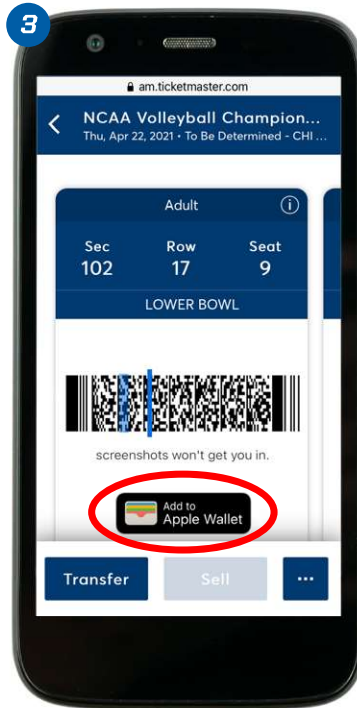 3
am.ticketmaster.com
NCAA Volleyball Champion...
Thu, Apr 22, 2021 • To Be Determined - CHI ...
Adult
Sec Row Seat
102 17 9
LOWER BOWL
screenshots won't get you in.
Add to
Apple Wallet
Transfer Sell ...